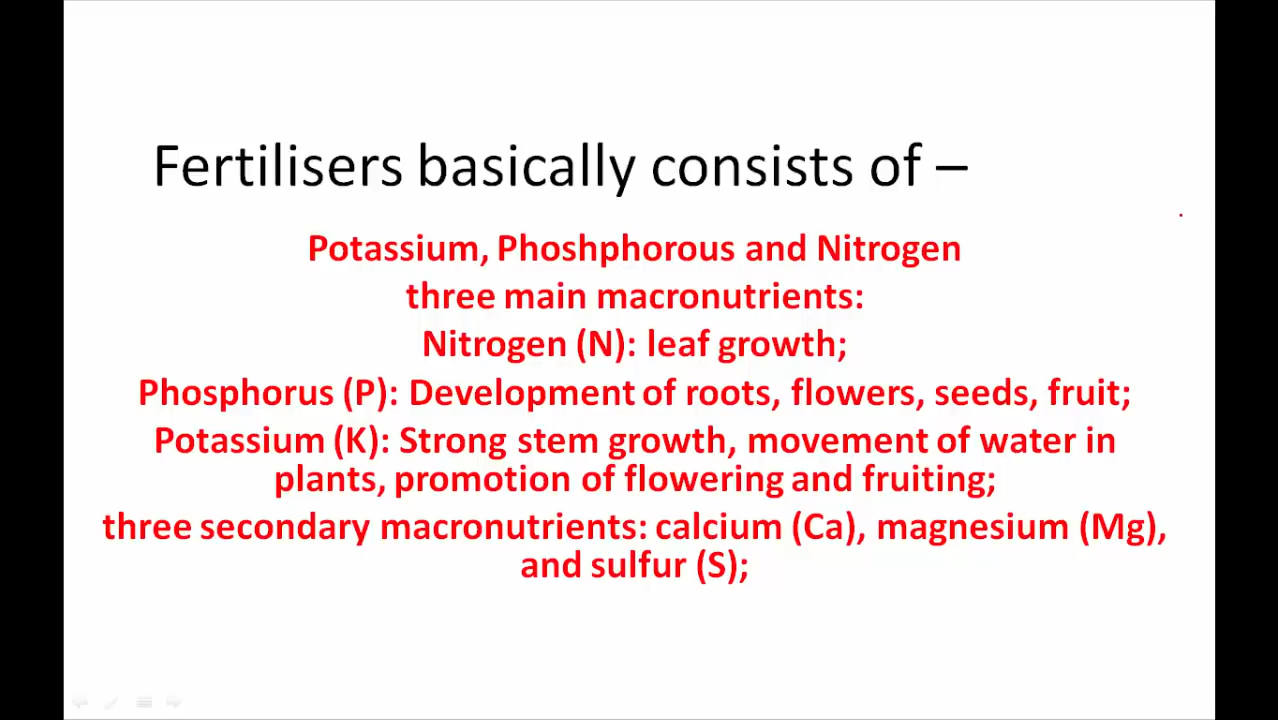 Fertilisers basically consists of –
Potassium, Phoshphorous and Nitrogen
three main macronutrients:
Nitrogen (N): leaf growth;
Phosphorus (P): Development of roots, flowers, seeds, fruit;
Potassium (K): Strong stem growth, movement of water in
plants, promotion of flowering and fruiting;
three secondary macronutrients: calcium (Ca), magnesium (Mg),
and sulfur (S);